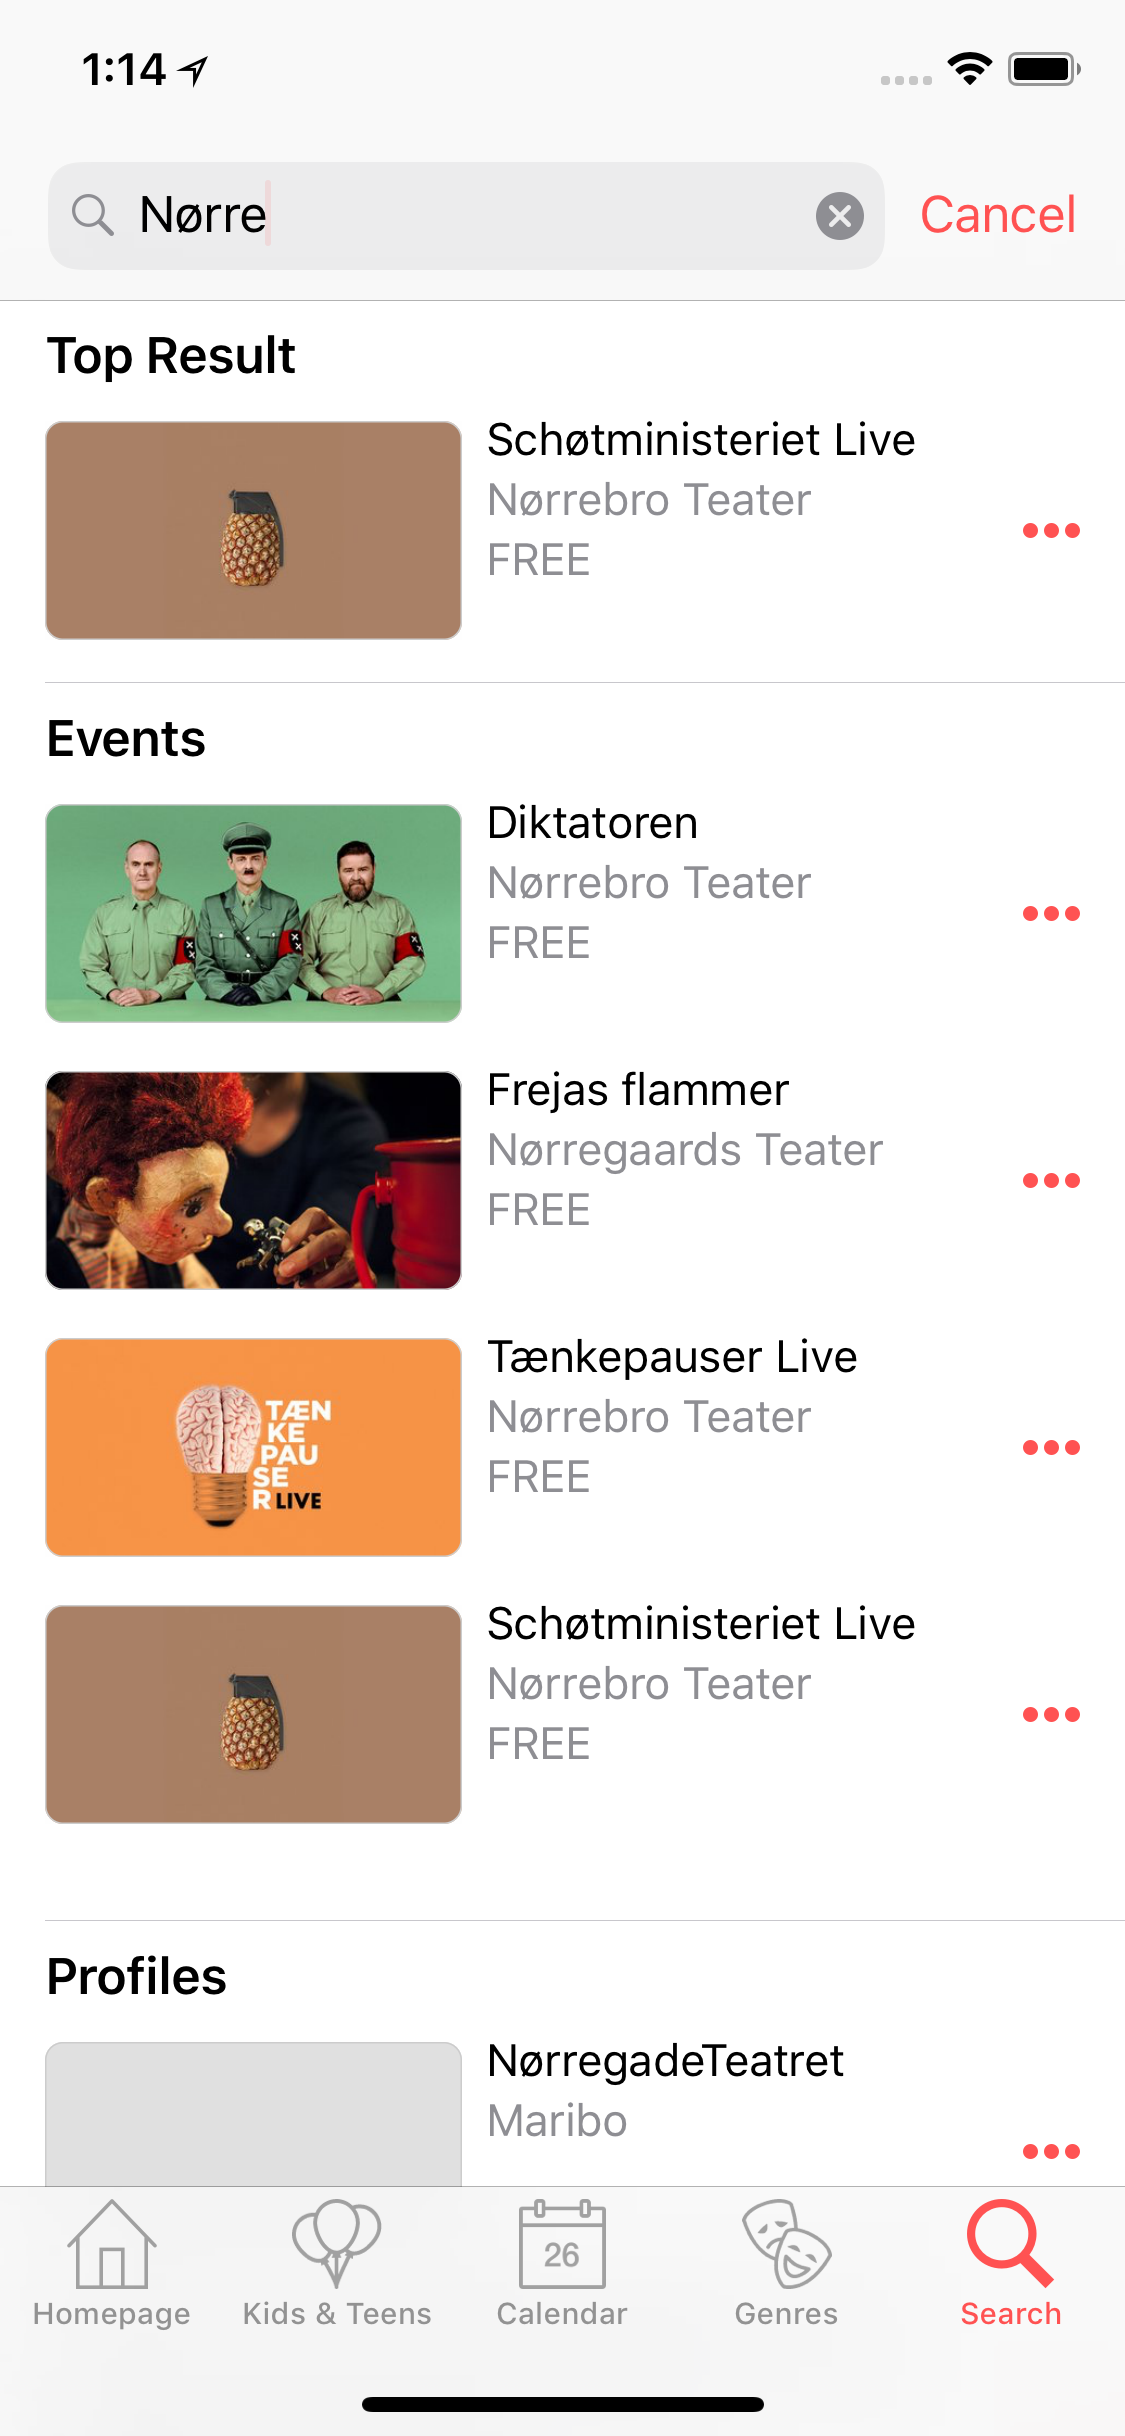 1:14
Nørre
Cancel
Top Result
Schøtministeriet Live
Nørrebro Teater
FREE
Events
Diktatoren
Nørrebro Teater
FREE
Frejas flammer
Nørregaards Teater
FREE
TÆN
KE
PAU
SE
R LIVE
Tænkepauser Live
Nørrebro Teater
FREE
Schøtministeriet Live
Nørrebro Teater
FREE
Profiles
NørregadeTeatret
Maribo
26
Homepage
Kids & Teens
Calendar
Genres
Search